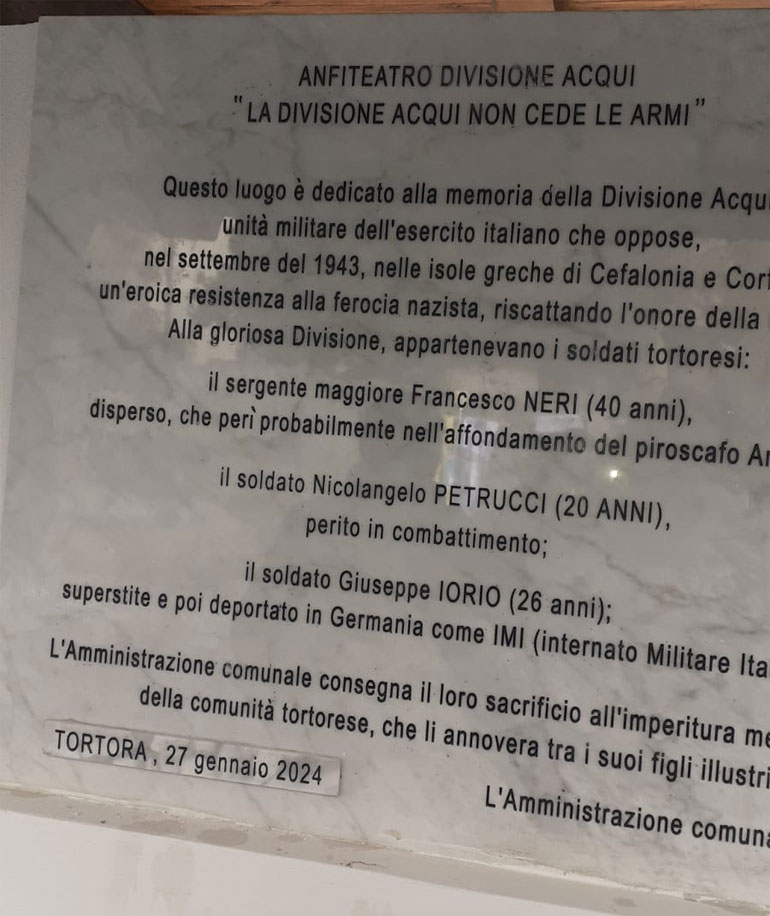 ANFITEATRO DIVISIONE ACQUI
"LA DIVISIONE ACQUI NON CEDE LE ARMI"
Questo luogo è dedicato alla memoria della Divisione Acqui
unità militare dell'esercito italiano che oppose,
nel settembre del 1943, nelle isole greche di Cefalonia e
un'eroica resistenza alla ferocia nazista, riscattando l'onore della
Alla gloriosa Divisione, appartenevano i soldati tortoresi:
il sergente maggiore Francesco NERI (40 anni),
disperso, che perì probabilmente nell'affondamento del piroscafo
il soldato Nicolangelo PETRUCCI (20 ANNI),
perito in combattimento;
il soldato Giuseppe IORIO (26 anni);
superstite e poi deportato in Germania come IMI (internato Militare
L'Amministrazione comunale consegna il loro sacrificio all'imperitura
della comunità tortorese, che li annovera tra i suoi figli illustri
TORTORA, 27 gennaio 2024
L'Amministrazione